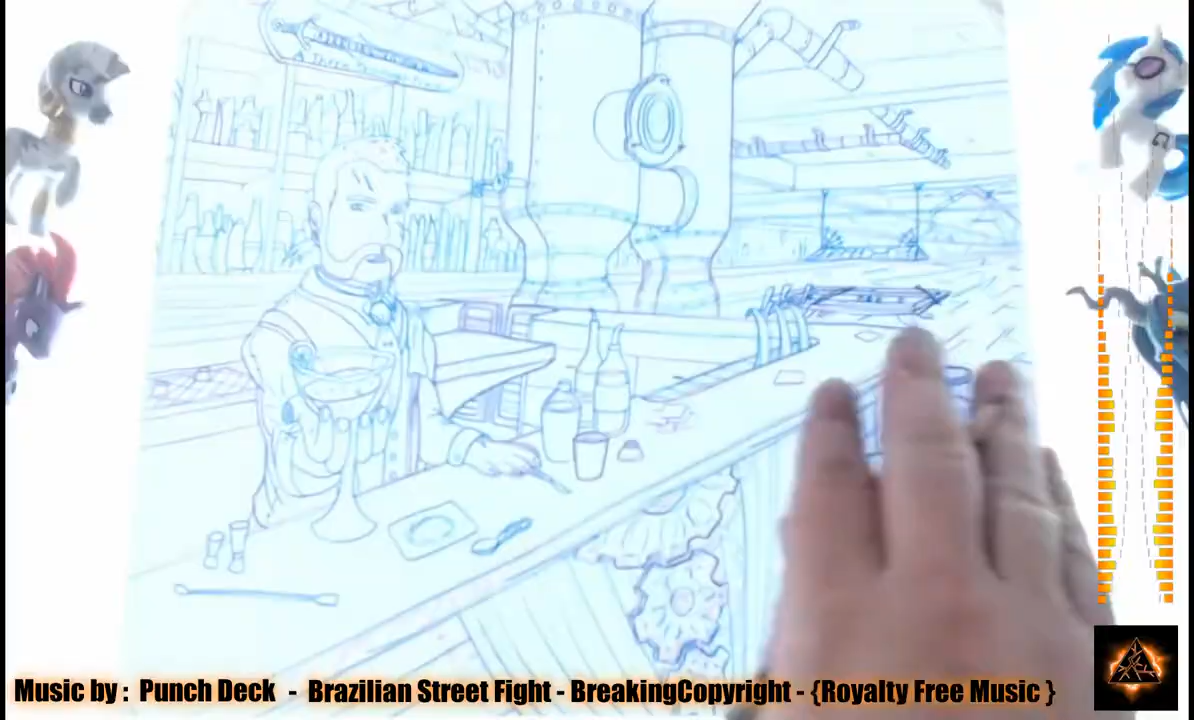 Music by : Punch Deck - Brazilian Street Fight - BreakingCopyright - {Royalty Free Music }